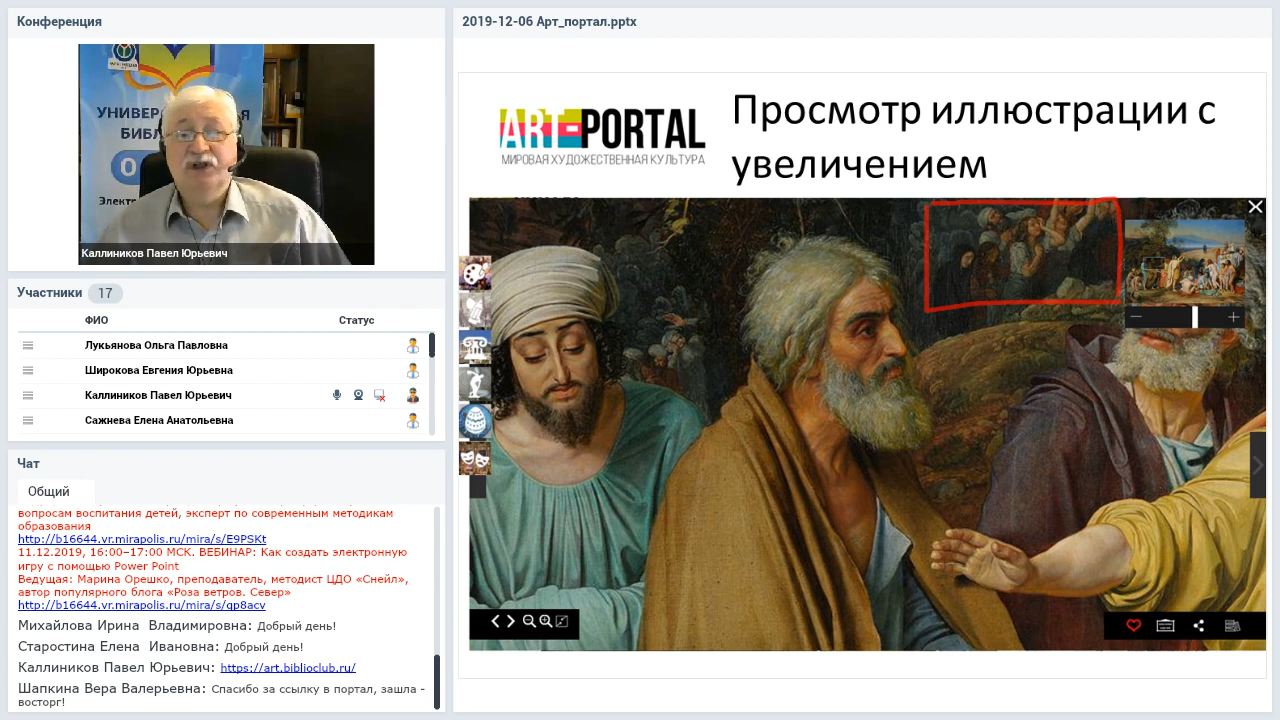 Конференция
УНИВЕР
БИБЛ
Каллиников Павел Юрьевич
Участники 17
ФИО Статус
Лукьянова Ольга Павловна
Широкова Евгения Юрьевна
Каллиников Павел Юрьевич
Сажнева Елена Анатольевна
Чат
Общий
вопросам воспитания детей, эксперт по современным методикам
образования
http://b16644.vr.mirapolis.ru/mira/s/E9PSKt
11.12.2019, 16:00–17:00 МСК. ВЕБИНАР: Как создать электронную
игру с помощью Power Point
Ведущая: Марина Орешко, преподаватель, методист ЦДО «Снейл»,
автор популярного блога «Роза ветров. Север»
http://b16644.vr.mirapolis.ru/mira/s/qp8acv
Михайлова Ирина Владимировна: Добрый день!
Старостина Елена Ивановна: Добрый день!
Каллиников Павел Юрьевич: https://art.biblioclub.ru/
Шапкина Вера Валерьевна: Спасибо за ссылку в портал, зашла -
восторг!
2019-12-06 Арт_портал.pptx
ART-PORTAL
МИРОВАЯ ХУДОЖЕСТВЕННАЯ КУЛЬТУРА
Просмотр иллюстрации с
увеличением